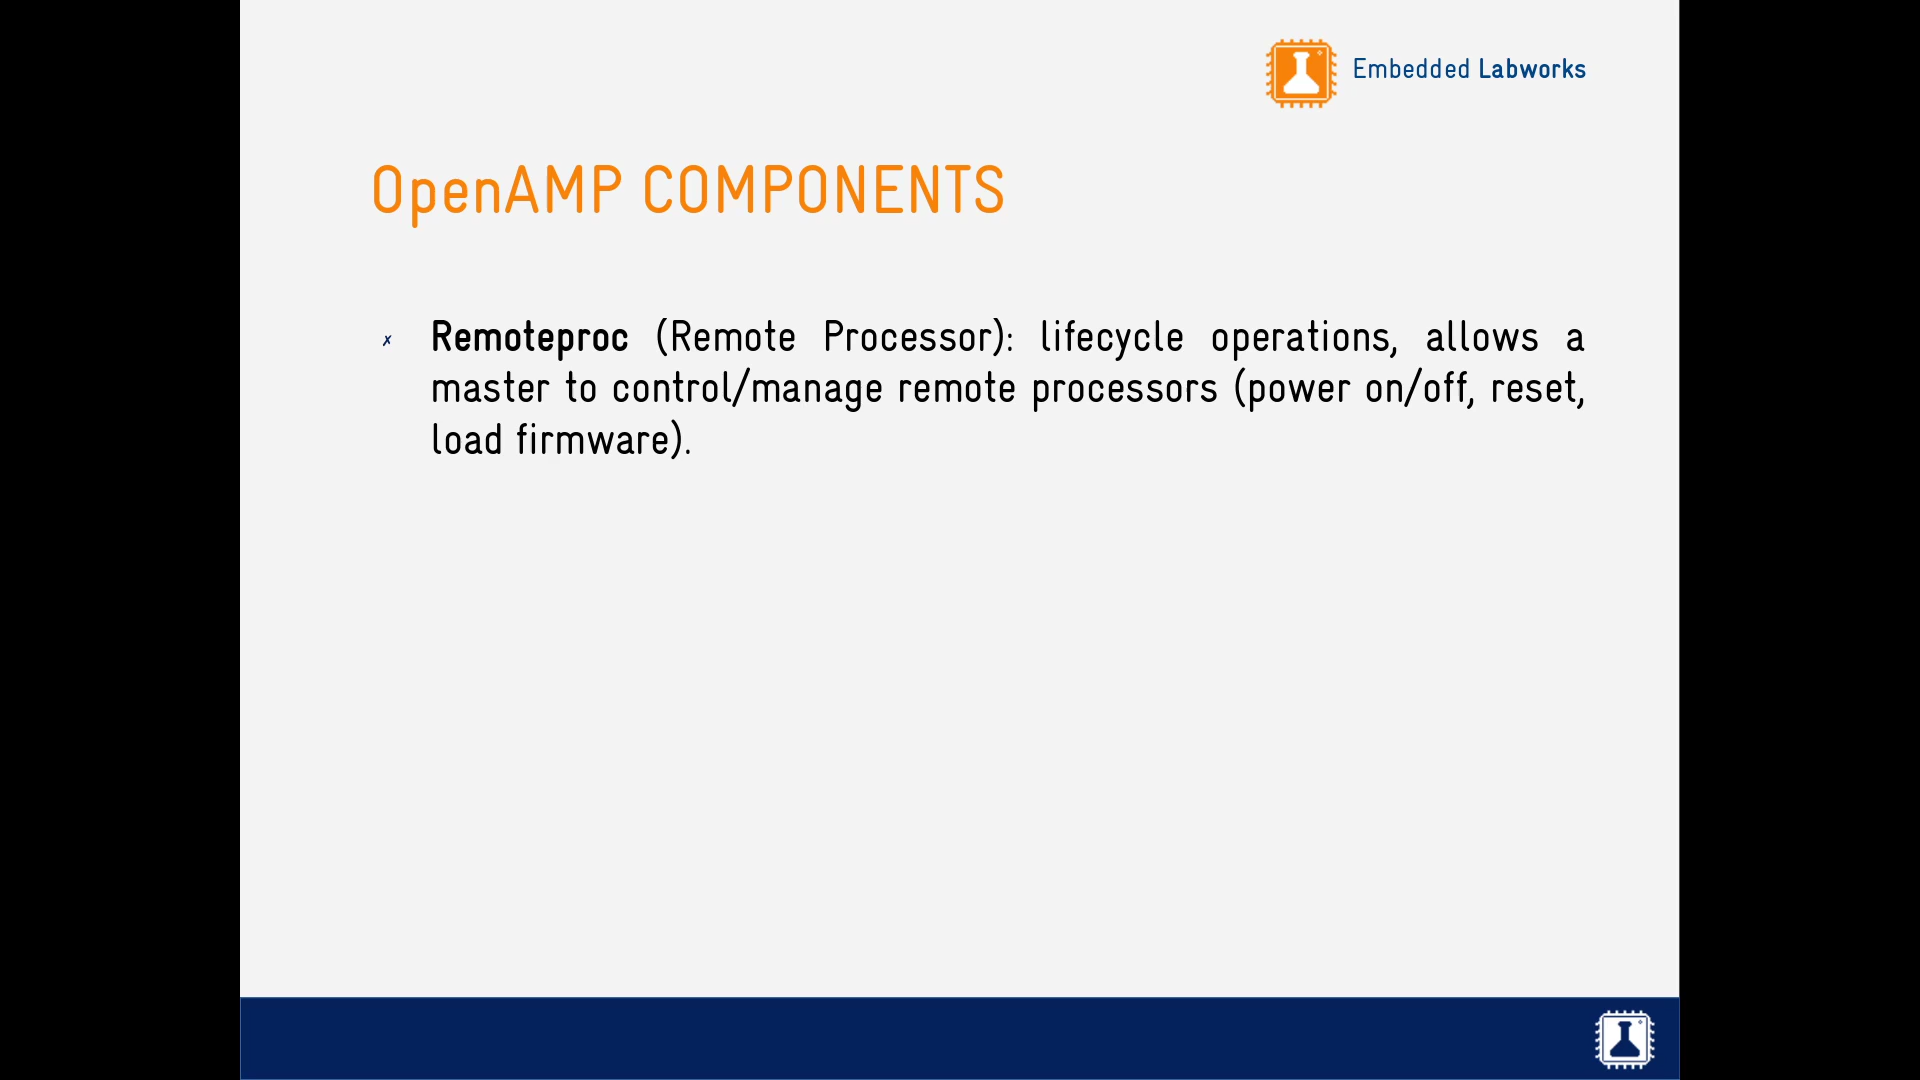 Embedded Labworks
OpenAMP COMPONENTS
✗ Remoteproc (Remote Processor): lifecycle operations, allows a
master to control/manage remote processors (power on/off, reset,
load firmware).